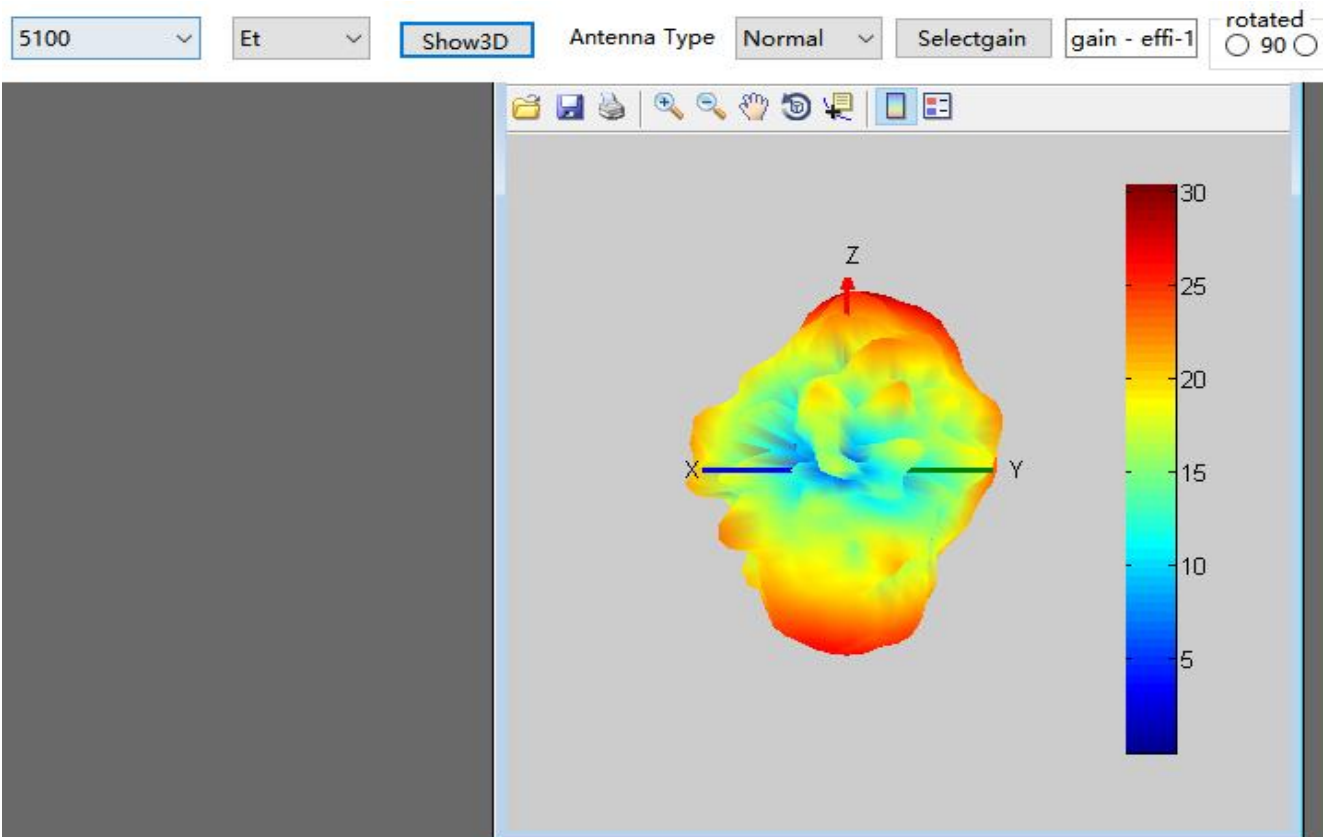 5100 Et Show3D Antenna Type Normal Selectgain gain - effi-1 rotated
90
30
Z
25
20
X Y 15
10
5